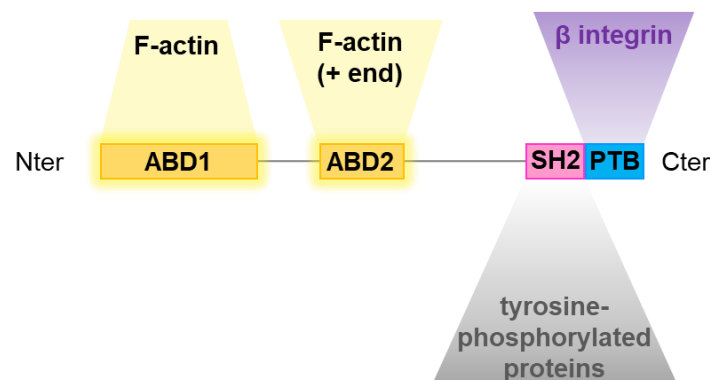 F-actin
F-actin
(+ end)
β integrin
Nter
ABD1
ABD2
SH2
PTB
Cter
tyrosine-
phosphorylated
proteins